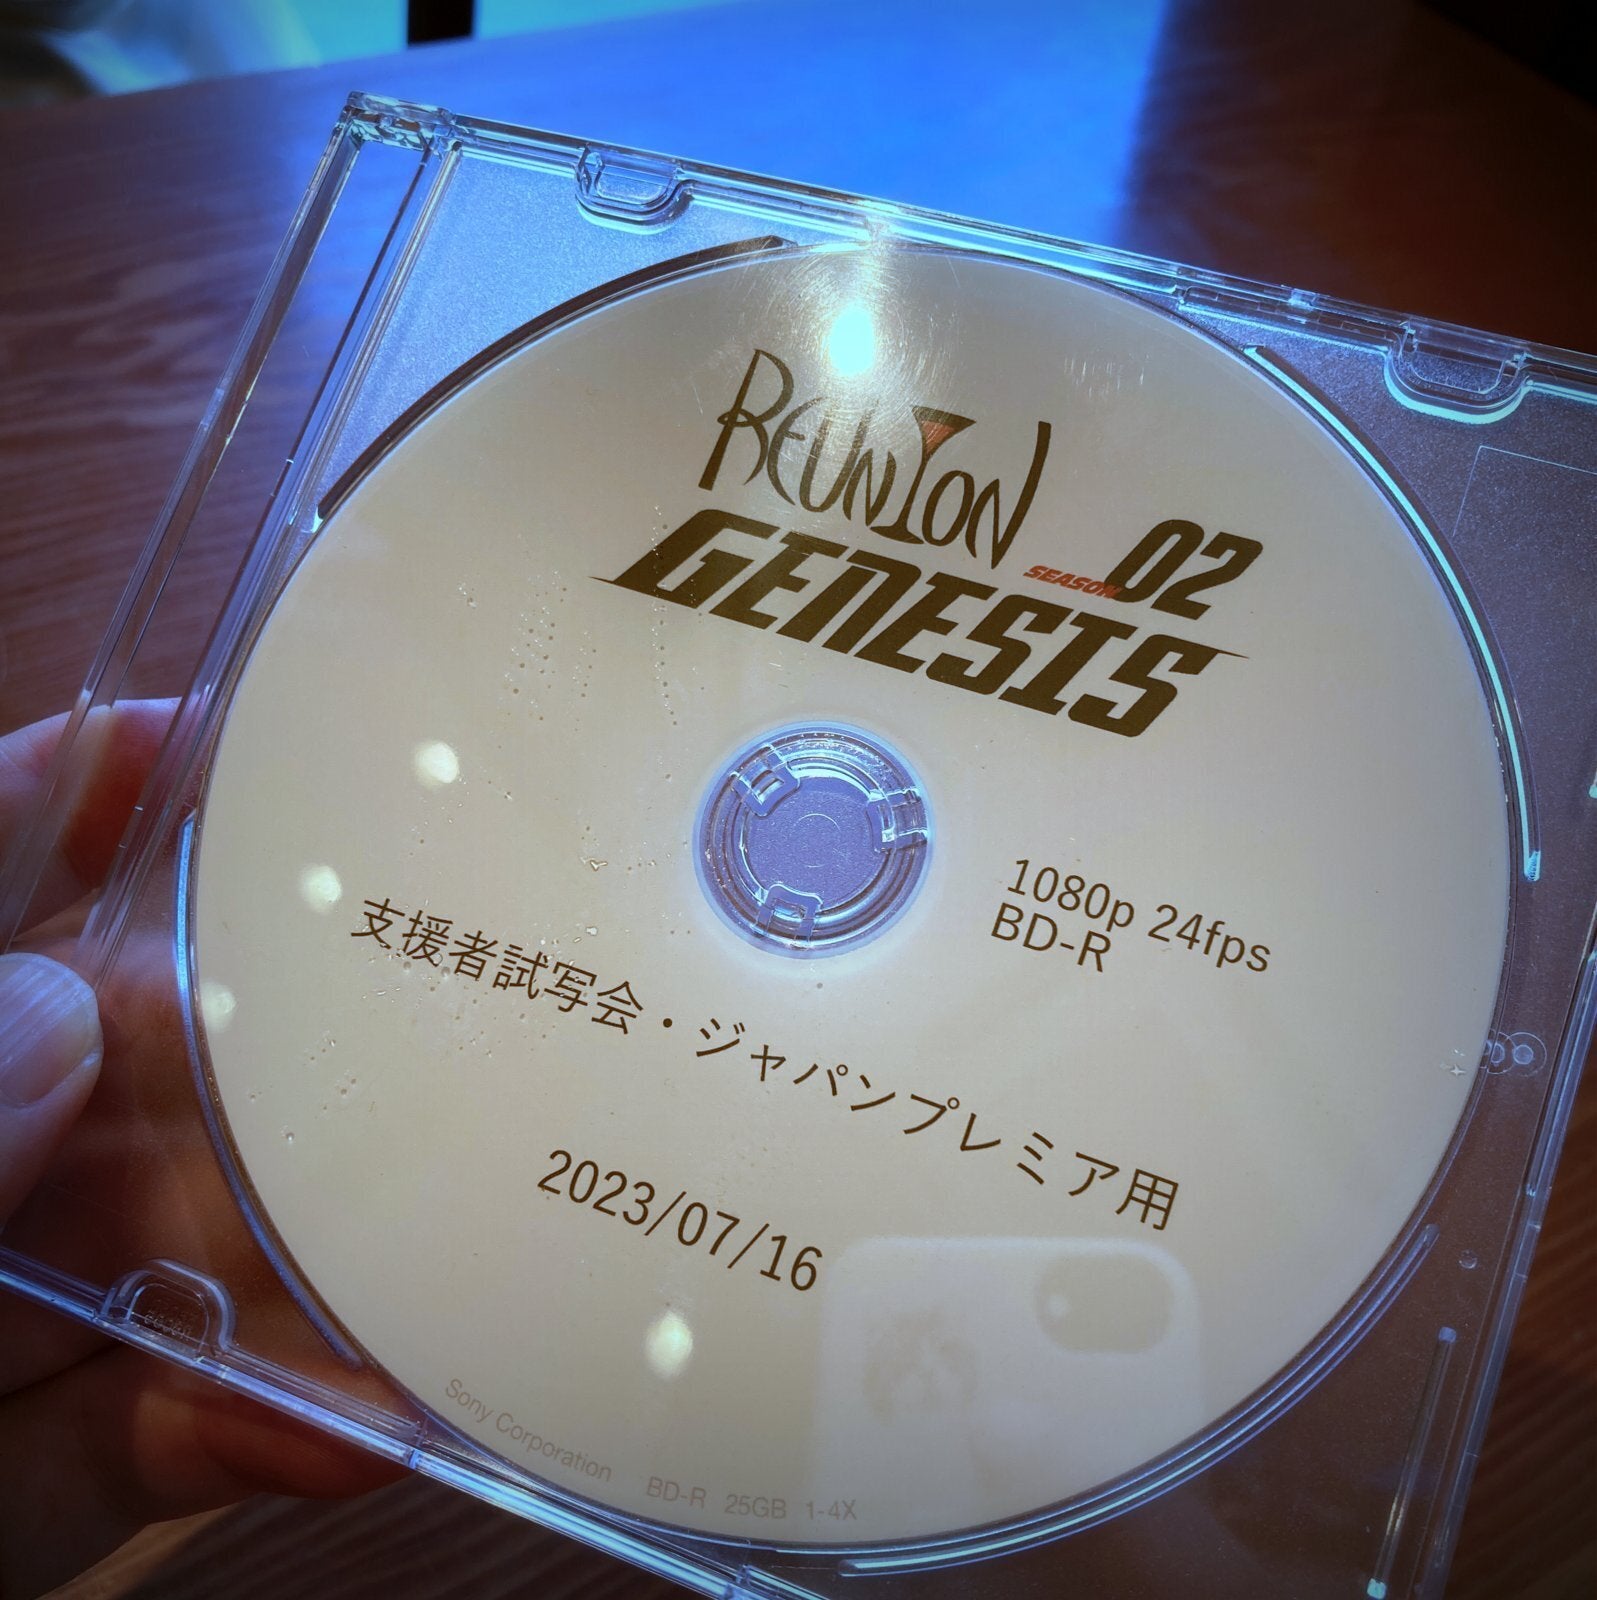 REUNION
SEASON 02
GENESIS
1080p 24fps
BD-R
支援者試写会・ジャパンプレミア用
2023/07/16
Sony Corporation BD-R 25GB 1-4X